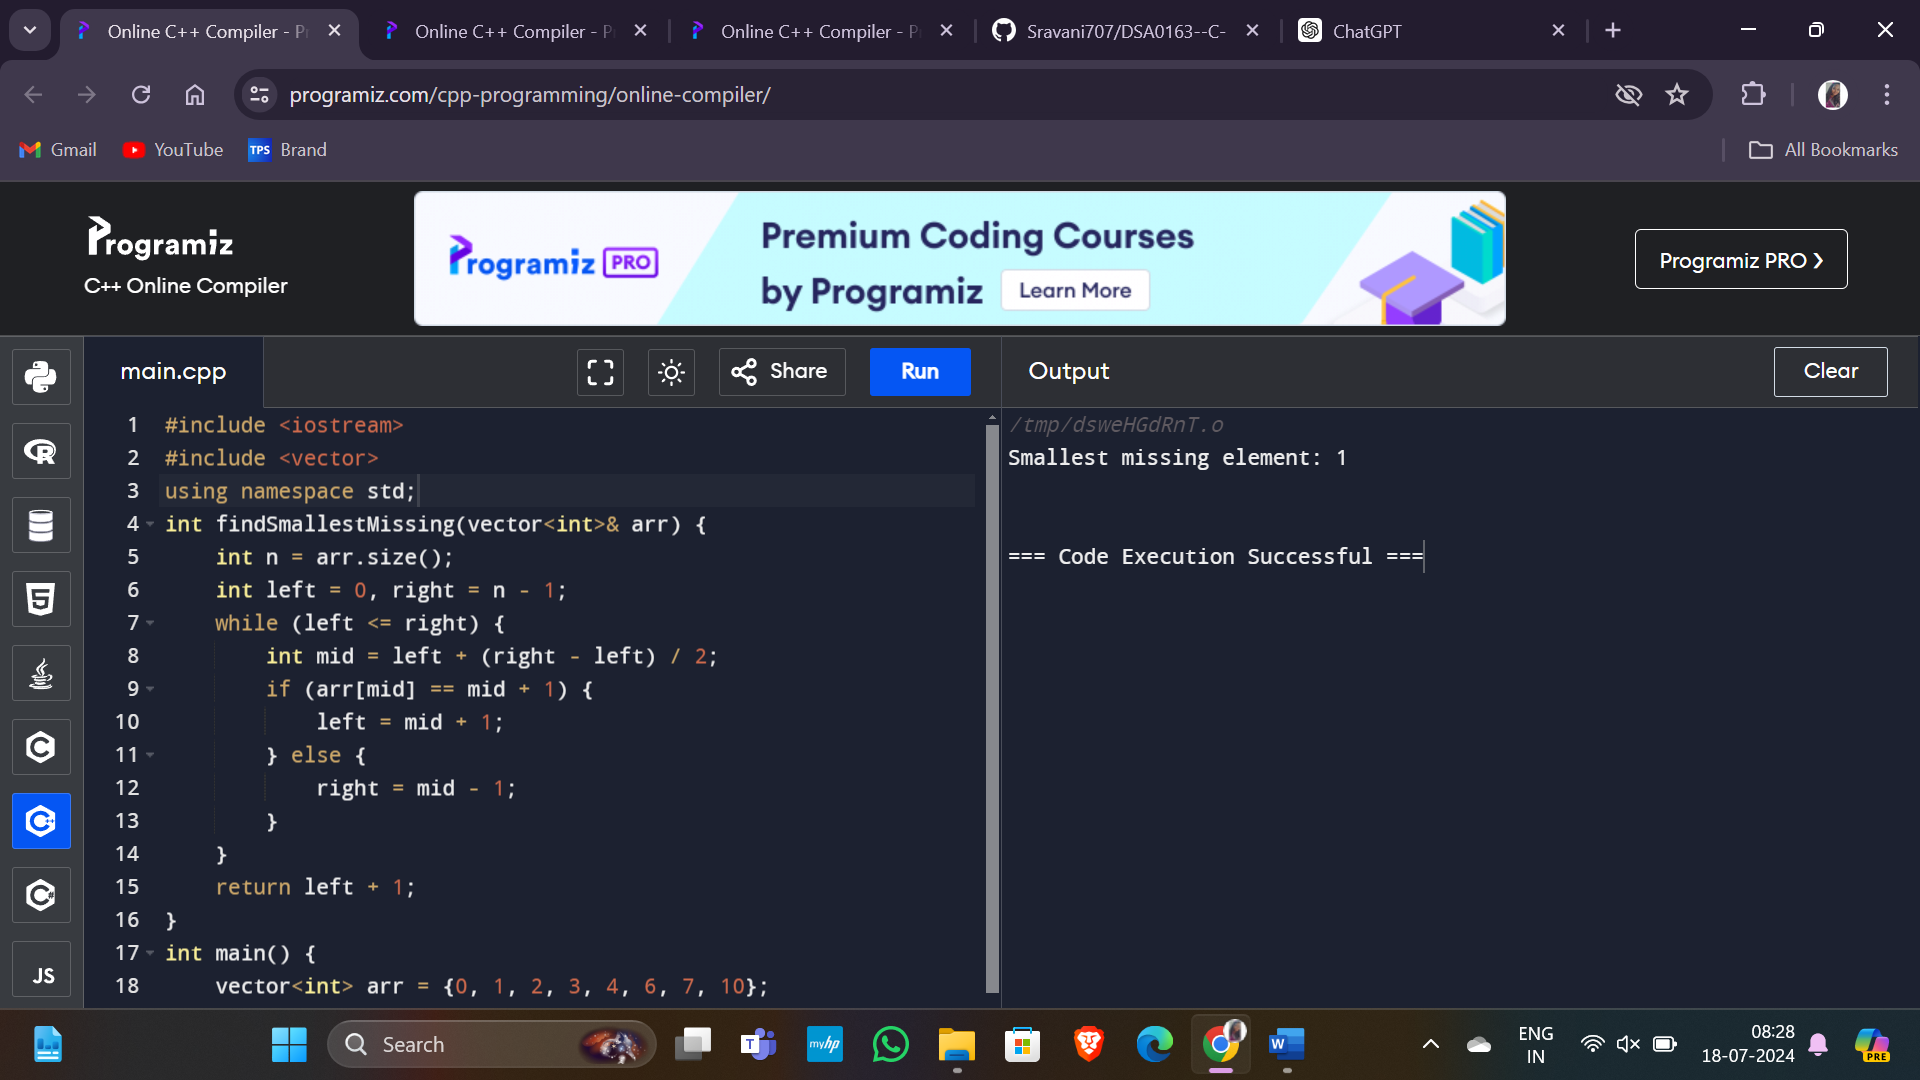 Online C++ Compiler - P
Online C++ Compiler - P
Online C++ Compiler - P
Sravani707/DSA0163--C-
ChatGPT
programiz.com/cpp-programming/online-compiler/
Gmail
YouTube
TPS
Brand
All Bookmarks
Programiz
C++ Online Compiler
Programiz PRO
Premium Coding Courses
by Programiz
Learn More
Programiz PRO ❯
main.cpp
Share
Run
Output
Clear
1 #include <iostream>
2 #include <vector>
3 using namespace std;
4 int findSmallestMissing(vector<int>& arr) {
5     int n = arr.size();
6     int left = 0, right = n - 1;
7     while (left <= right) {
8         int mid = left + (right - left) / 2;
9         if (arr[mid] == mid + 1) {
10             left = mid + 1;
11         } else {
12             right = mid - 1;
13         }
14     }
15     return left + 1;
16 }
17 int main() {
18     vector<int> arr = {0, 1, 2, 3, 4, 6, 7, 10};
/tmp/dsweHGdRnT.o
Smallest missing element: 1
=== Code Execution Successful ===
R
5
C
C++
C#
JS
Search
T
myhp
W
ENG
IN
08:28
18-07-2024
PRE